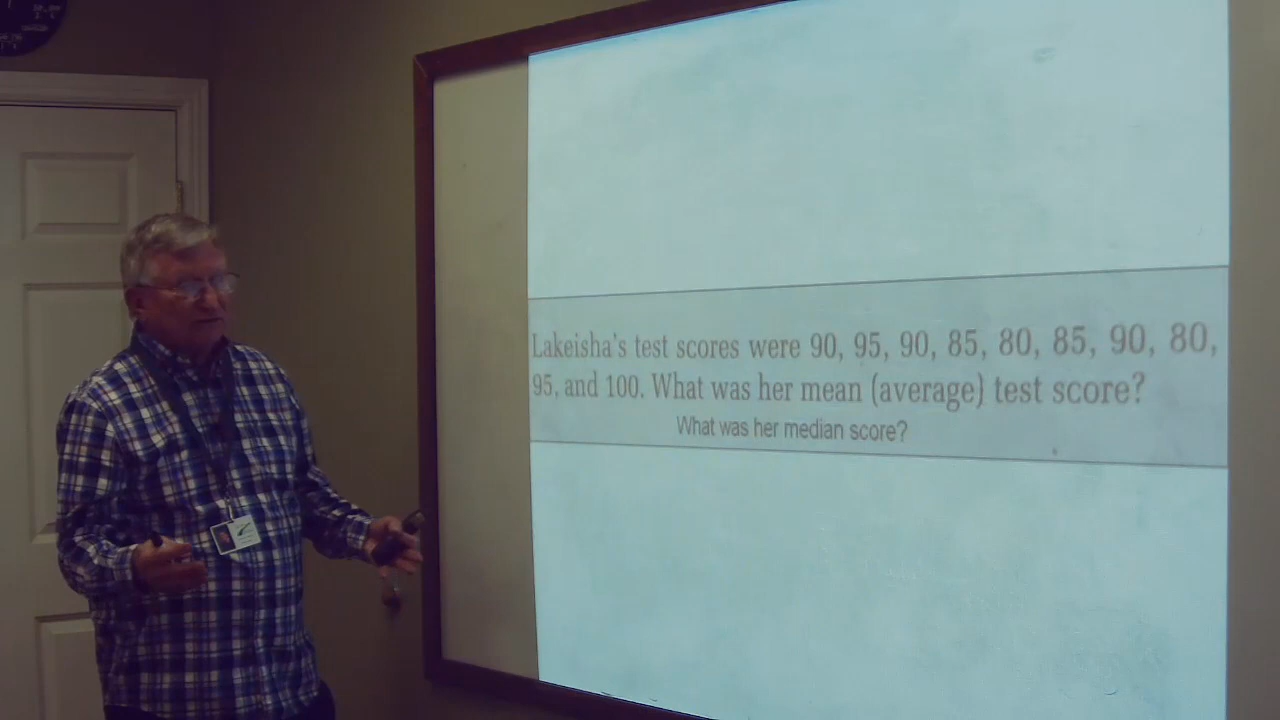 Lakeisha's test scores were 90, 95, 90, 85, 80, 85, 90, 80,
95, and 100. What was her mean (average) test score?
What was her median score?